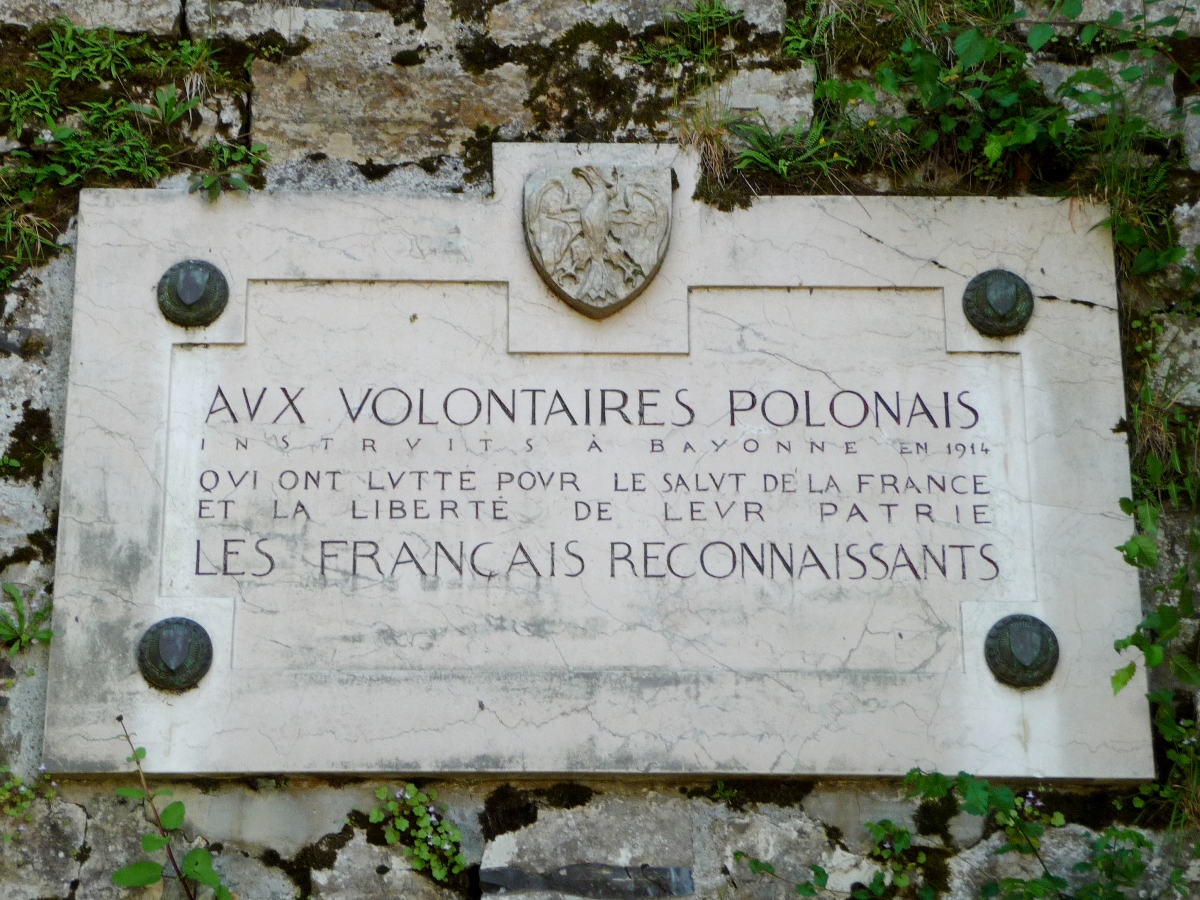 AVX VOLONTAIRES POLONAIS
INSTRVITS À BAYONNE EN 1914
QVI ONT LVTTÉ POVR LE SALVT DE LA FRANCE
ET LA LIBERTÉ DE LEVR PATRIE
LES FRANÇAIS RECONNAISSANTS